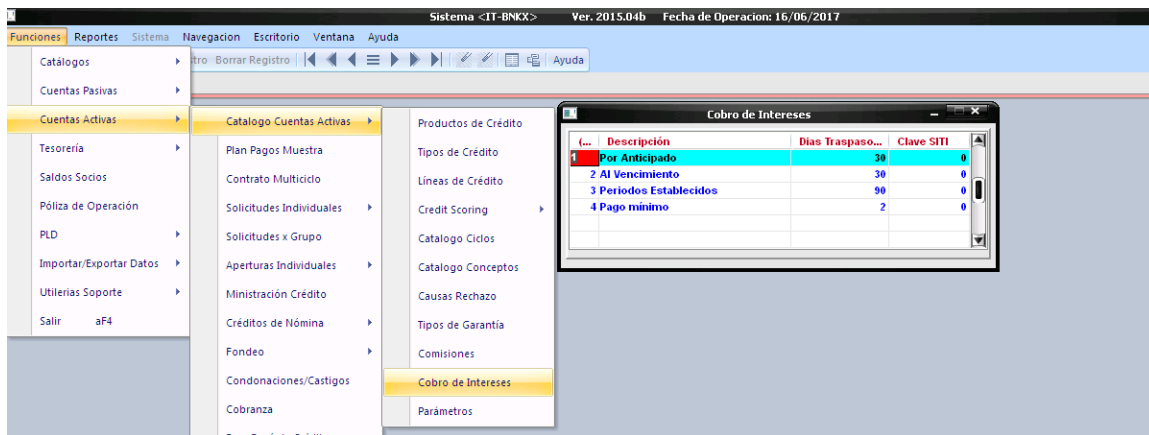 Sistema <IT-BNKX> Ver. 2015.04b Fecha de Operacion: 16/06/2017
Funciones Reportes Sistema Navegacion Escritorio Ventana Ayuda
tro Borrar Registro Ayuda
Catálogos
Cuentas Pasivas
Cuentas Activas
Tesorería
Saldos Socios
Póliza de Operación
PLD
Importar/Exportar Datos
Utilerias Soporte
Salir aF4
Catalogo Cuentas Activas
Plan Pagos Muestra
Contrato Multiciclo
Solicitudes Individuales
Solicitudes x Grupo
Aperturas Individuales
Ministración Crédito
Créditos de Nómina
Fondeo
Condonaciones/Castigos
Cobranza
Productos de Crédito
Tipos de Crédito
Líneas de Crédito
Credit Scoring
Catalogo Ciclos
Catalogo Conceptos
Causas Rechazo
Tipos de Garantía
Comisiones
Cobro de Intereses
Parámetros
Cobro de Intereses
(... Descripción Dias Traspaso... Clave SITI
1 Por Anticipado 30 0
2 Al Vencimiento 30 0
3 Periodos Establecidos 90 0
4 Pago mínimo 2 0